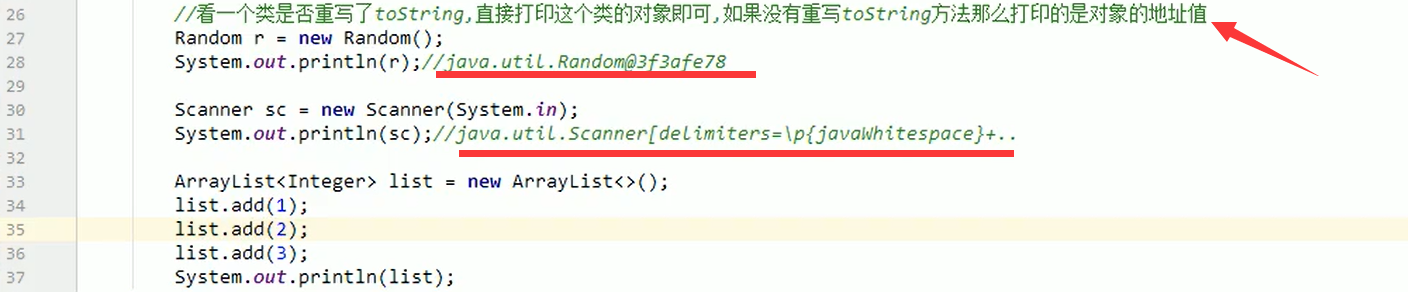 26 //看一个类是否重写了toString,直接打印这个类的对象即可,如果没有重写toString方法那么打印的是对象的地址值
27 Random r = new Random();
28 System.out.println(r);//java.util.Random@3f3afe78
29
30 Scanner sc = new Scanner(System.in);
31 System.out.println(sc);//java.util.Scanner[delimiters=\p{javaWhitespace}+..
32
33 ArrayList<Integer> list = new ArrayList<>();
34 list.add(1);
35 list.add(2);
36 list.add(3);
37 System.out.println(list);